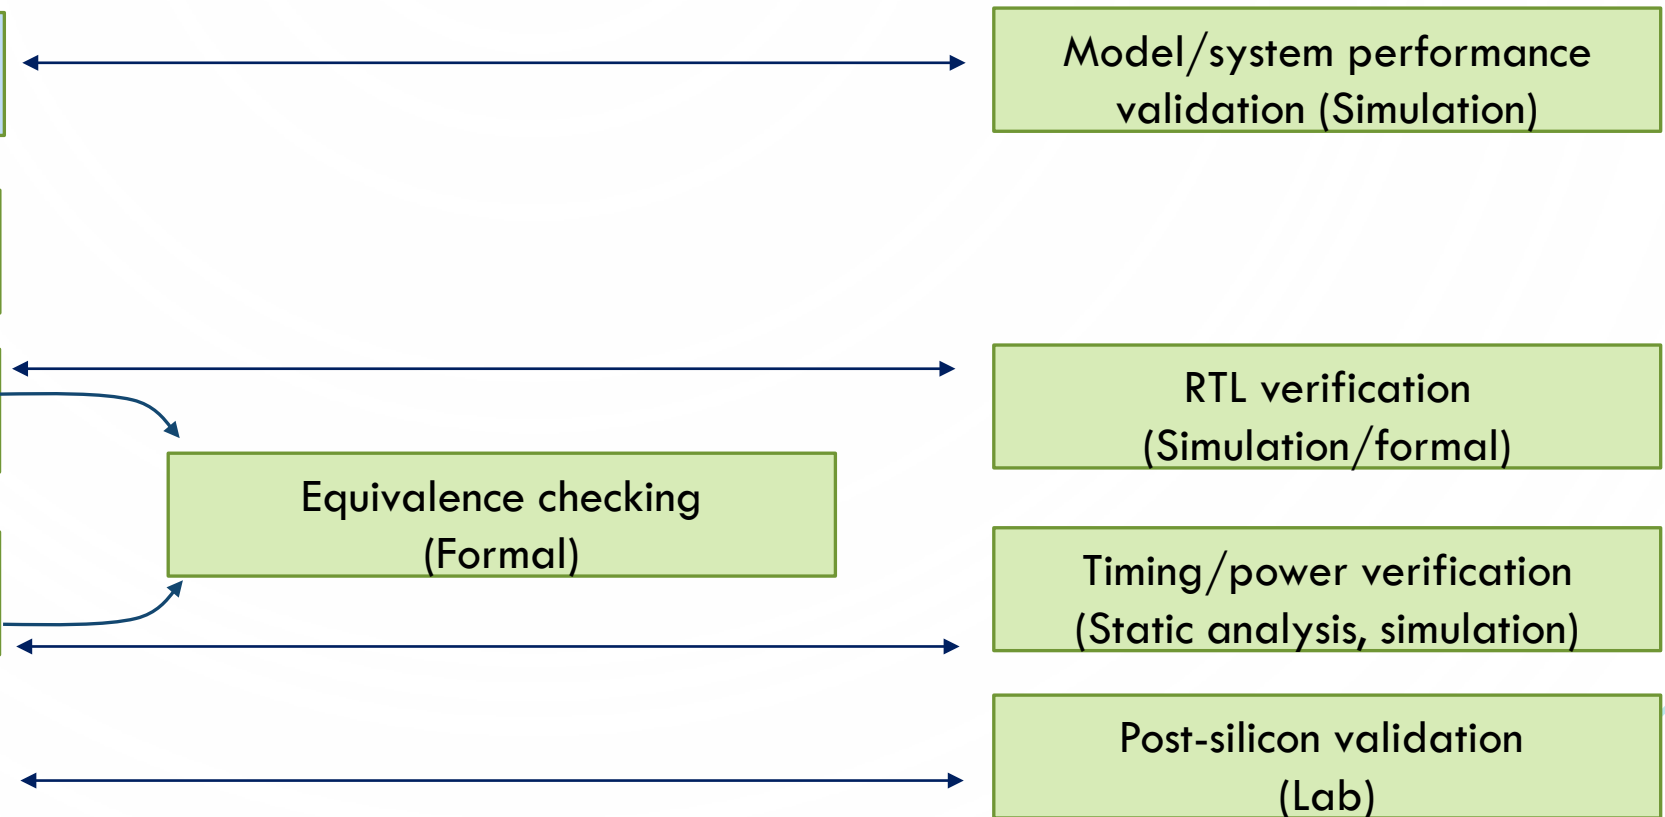 Model/system performance
validation (Simulation)
RTL verification
(Simulation/formal)
Equivalence checking
(Formal)
Timing/power verification
(Static analysis, simulation)
Post-silicon validation
(Lab)